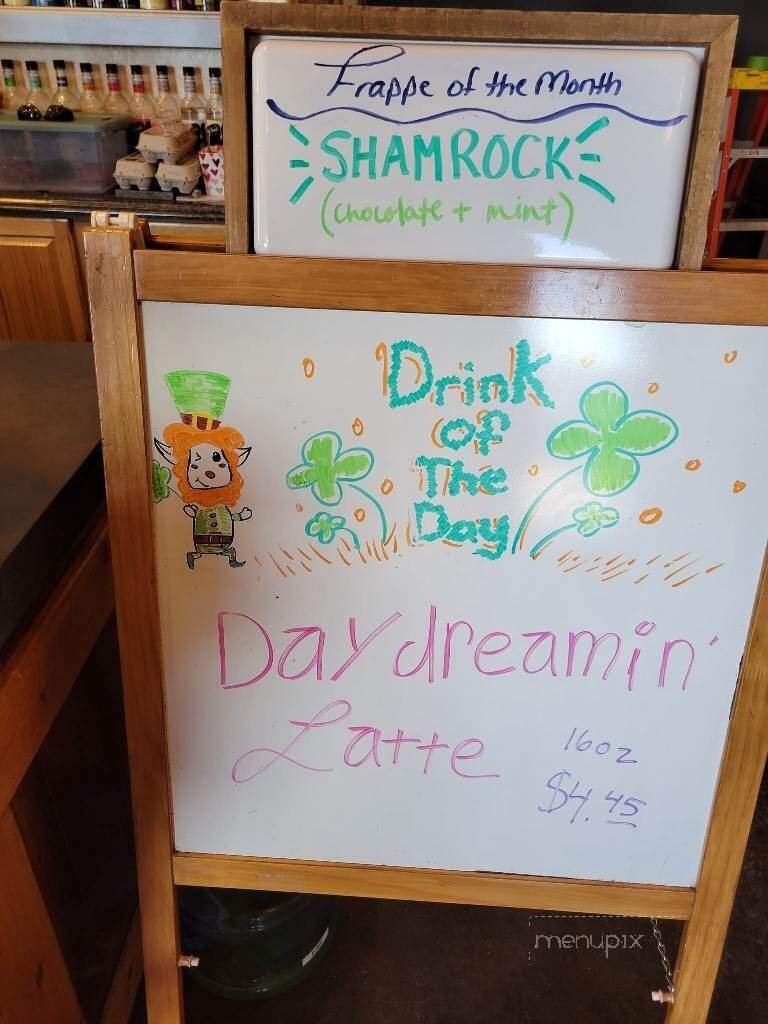 Frappe of the Month
SHAMROCK
(chocolate + mint)
Drink
of
The
Day
Daydreamin'
Latte
16oz
$4.45
menupix